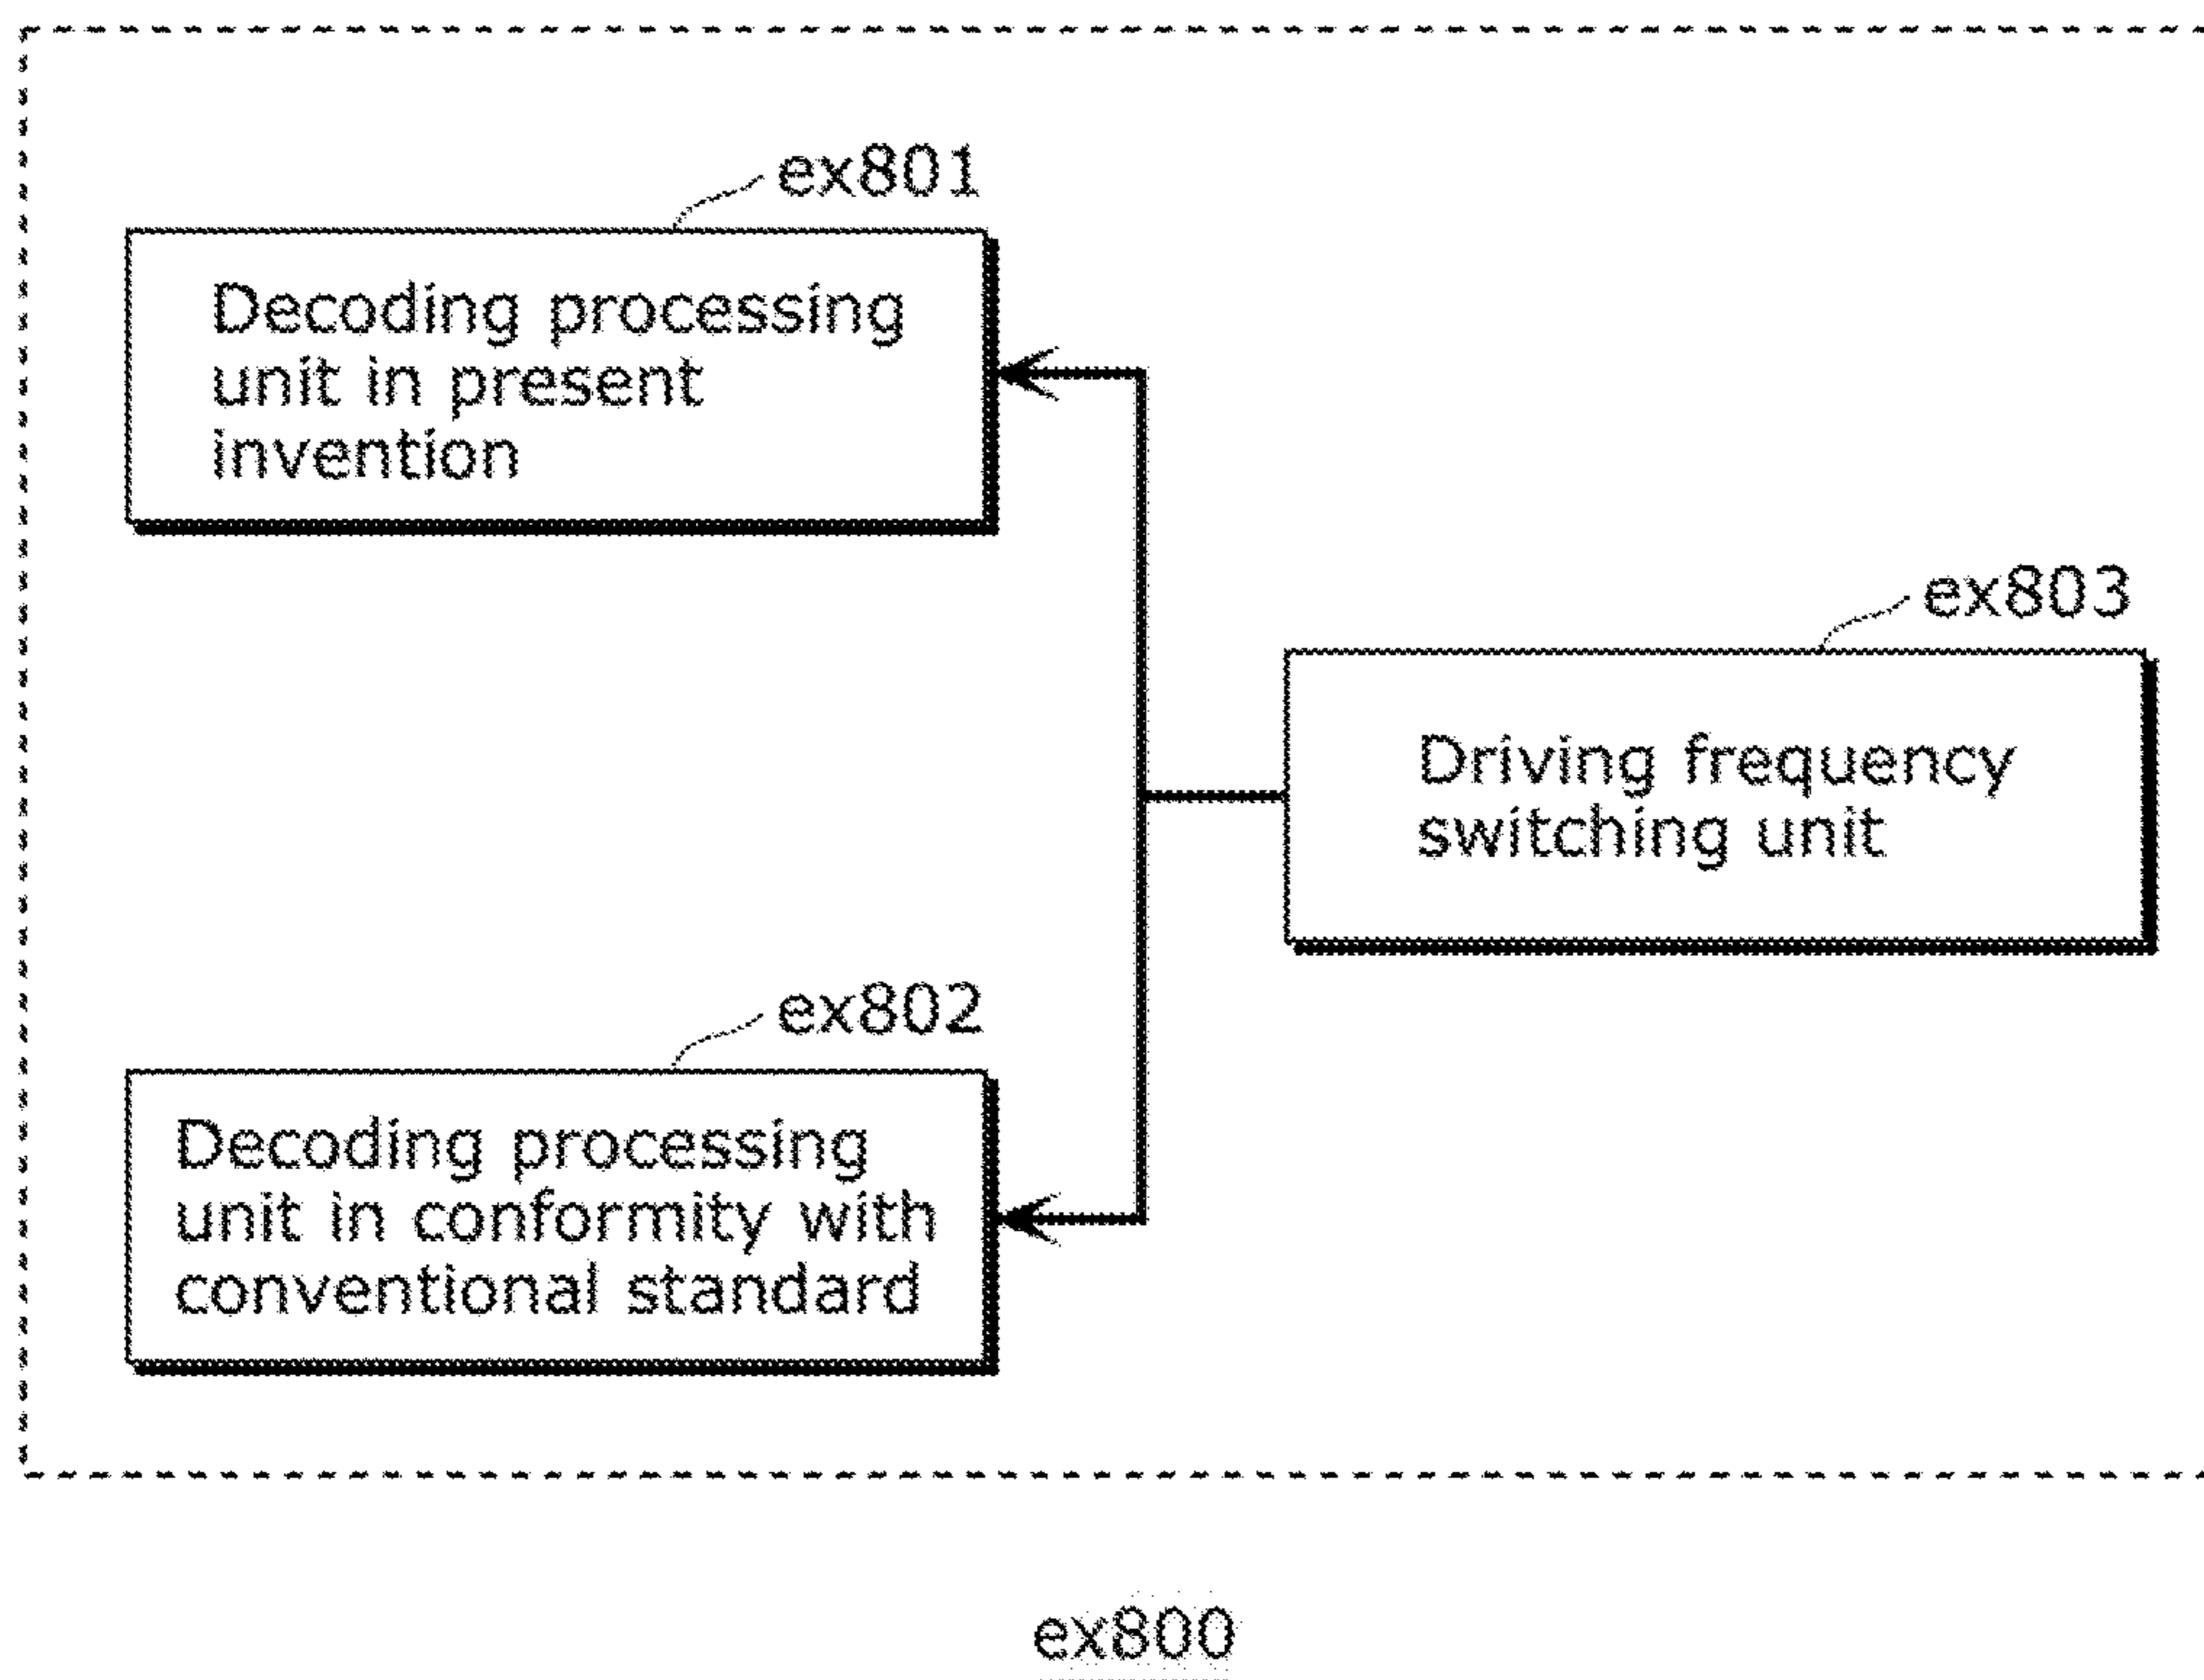 ex801
Decoding processing
unit in present
invention
ex803
Driving frequency
switching unit
ex802
Decoding processing
unit in conformity with
conventional standard
ex800